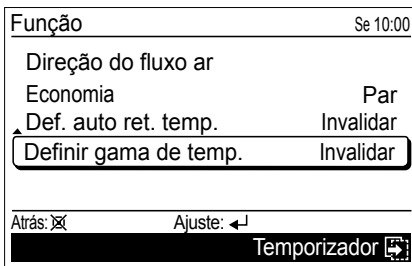 Função Se 10:00
Direção do fluxo ar
Economia Par
Def. auto ret. temp. Invalidar
Definir gama de temp. Invalidar
Atrás: Ajuste:
Temporizador